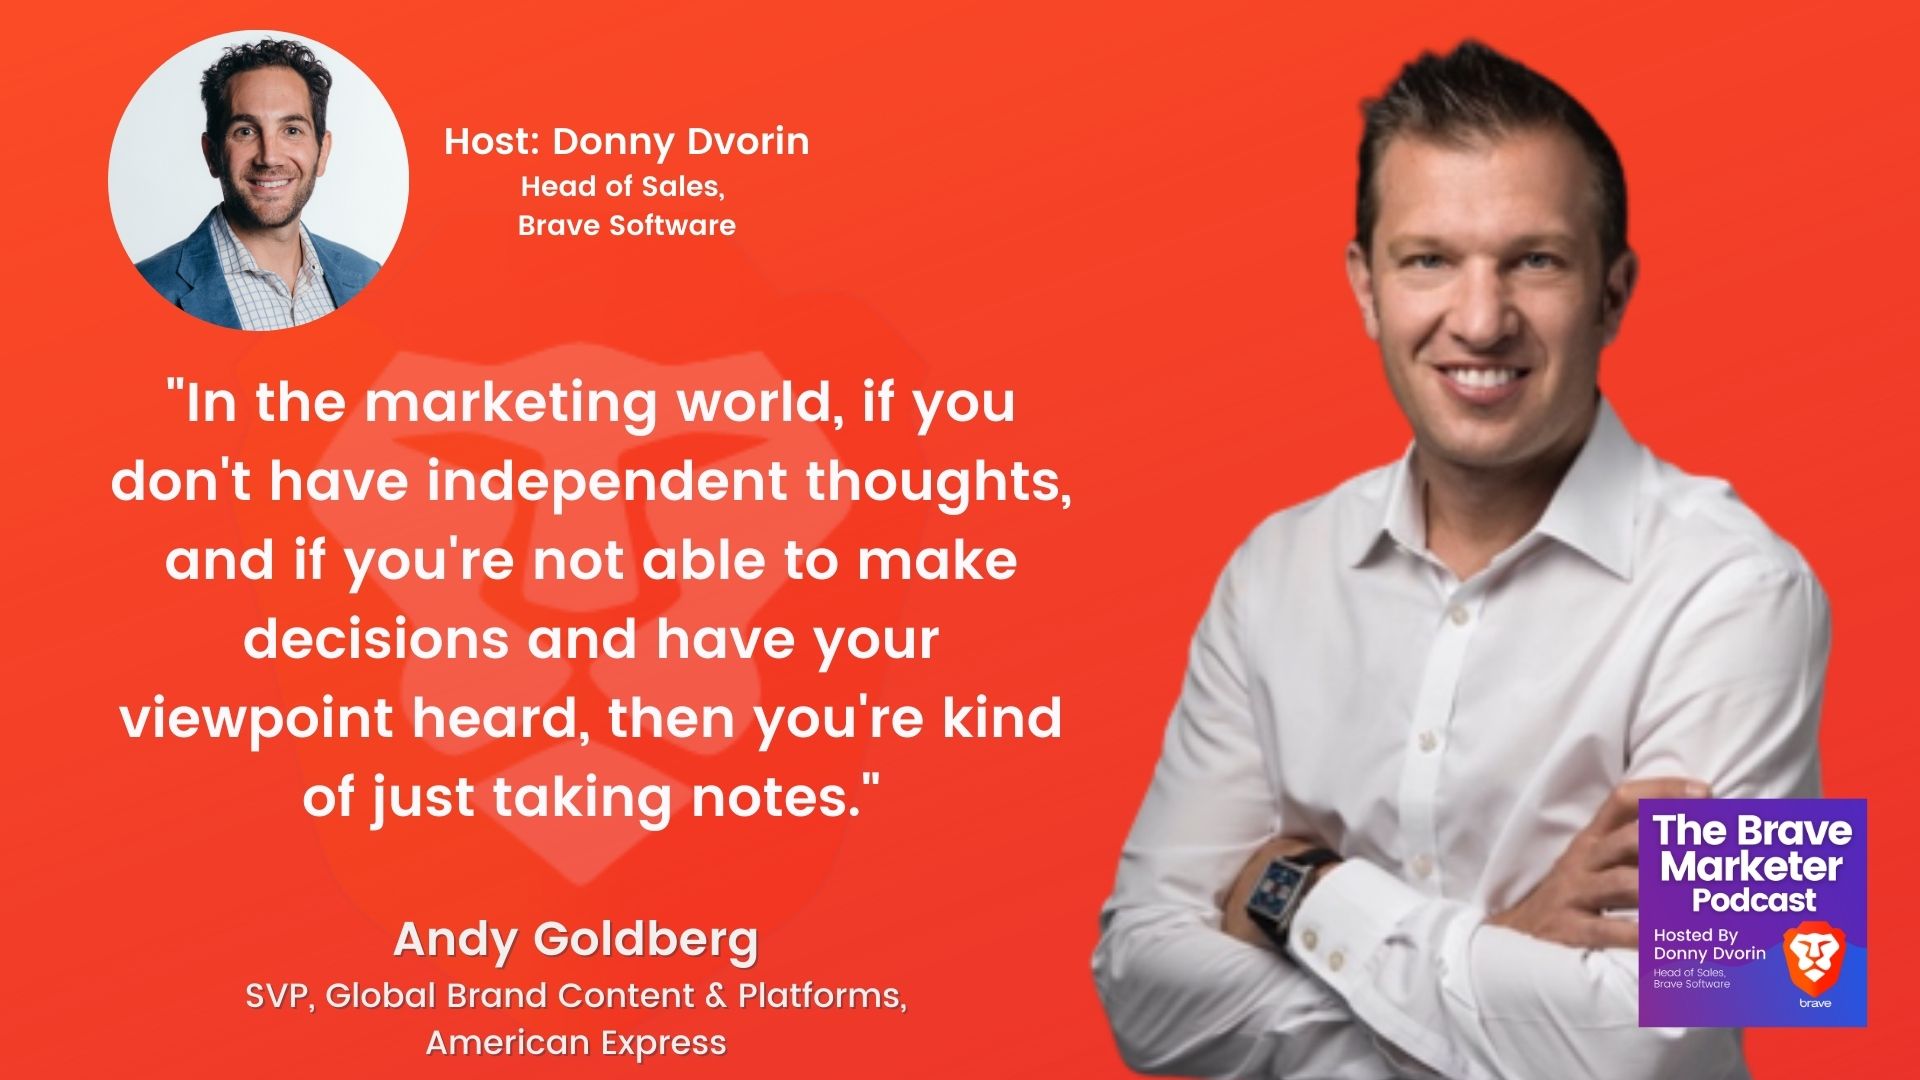 Host: Donny Dvorin
Head of Sales,
Brave Software
"In the marketing world, if you
don't have independent thoughts,
and if you're not able to make
decisions and have your
viewpoint heard, then you're kind
of just taking notes."
Andy Goldberg
SVP, Global Brand Content & Platforms,
American Express
The Brave
Marketer
Podcast
Hosted By
Donny Dvorin
Head of Sales,
Brave Software
brave